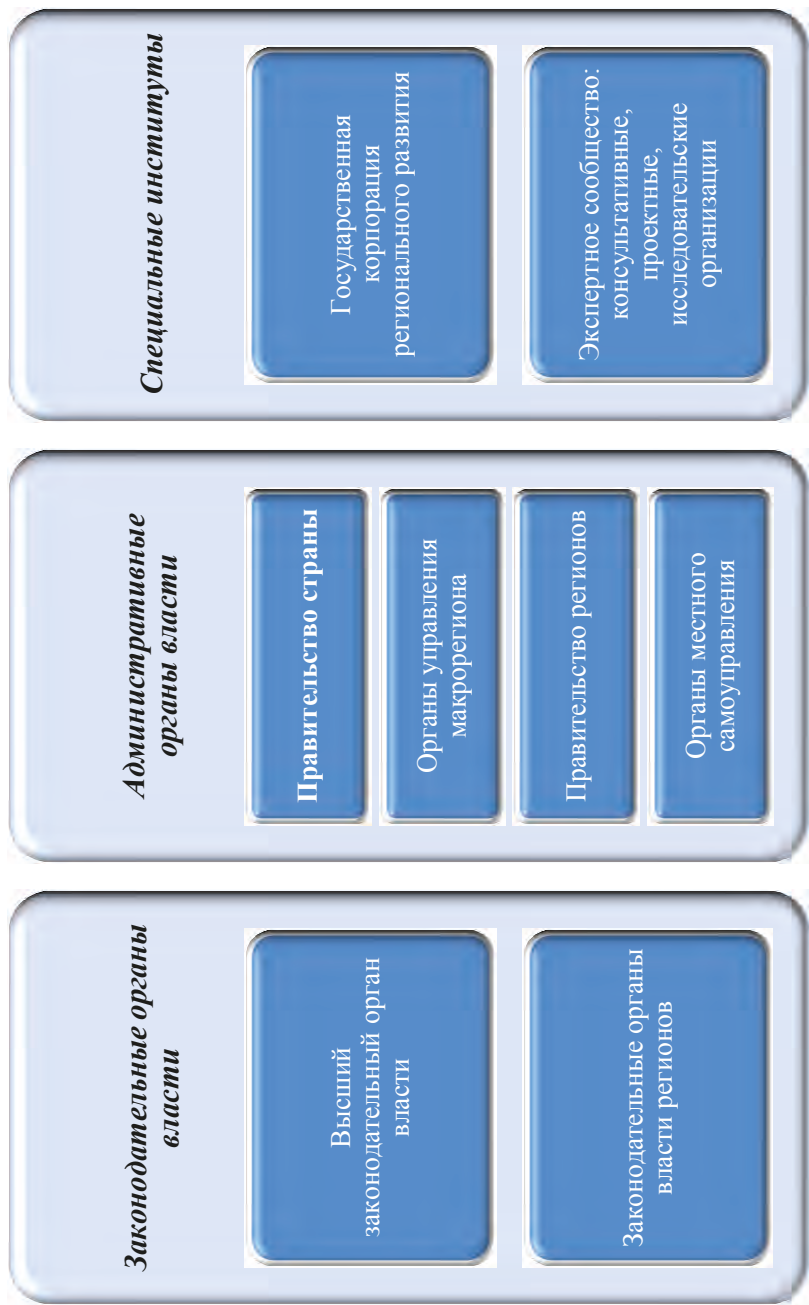 Законодательные органы
власти
Высший
законодательный орган
власти
Законодательные органы
власти регионов
Административные
органы власти
Правительство страны
Органы управления
макрорегиона
Правительство регионов
Органы местного
самоуправления
Специальные институты
Государственная
корпорация
регионального развития
Экспертное сообщество:
консультативные,
проектные,
исследовательские
организации